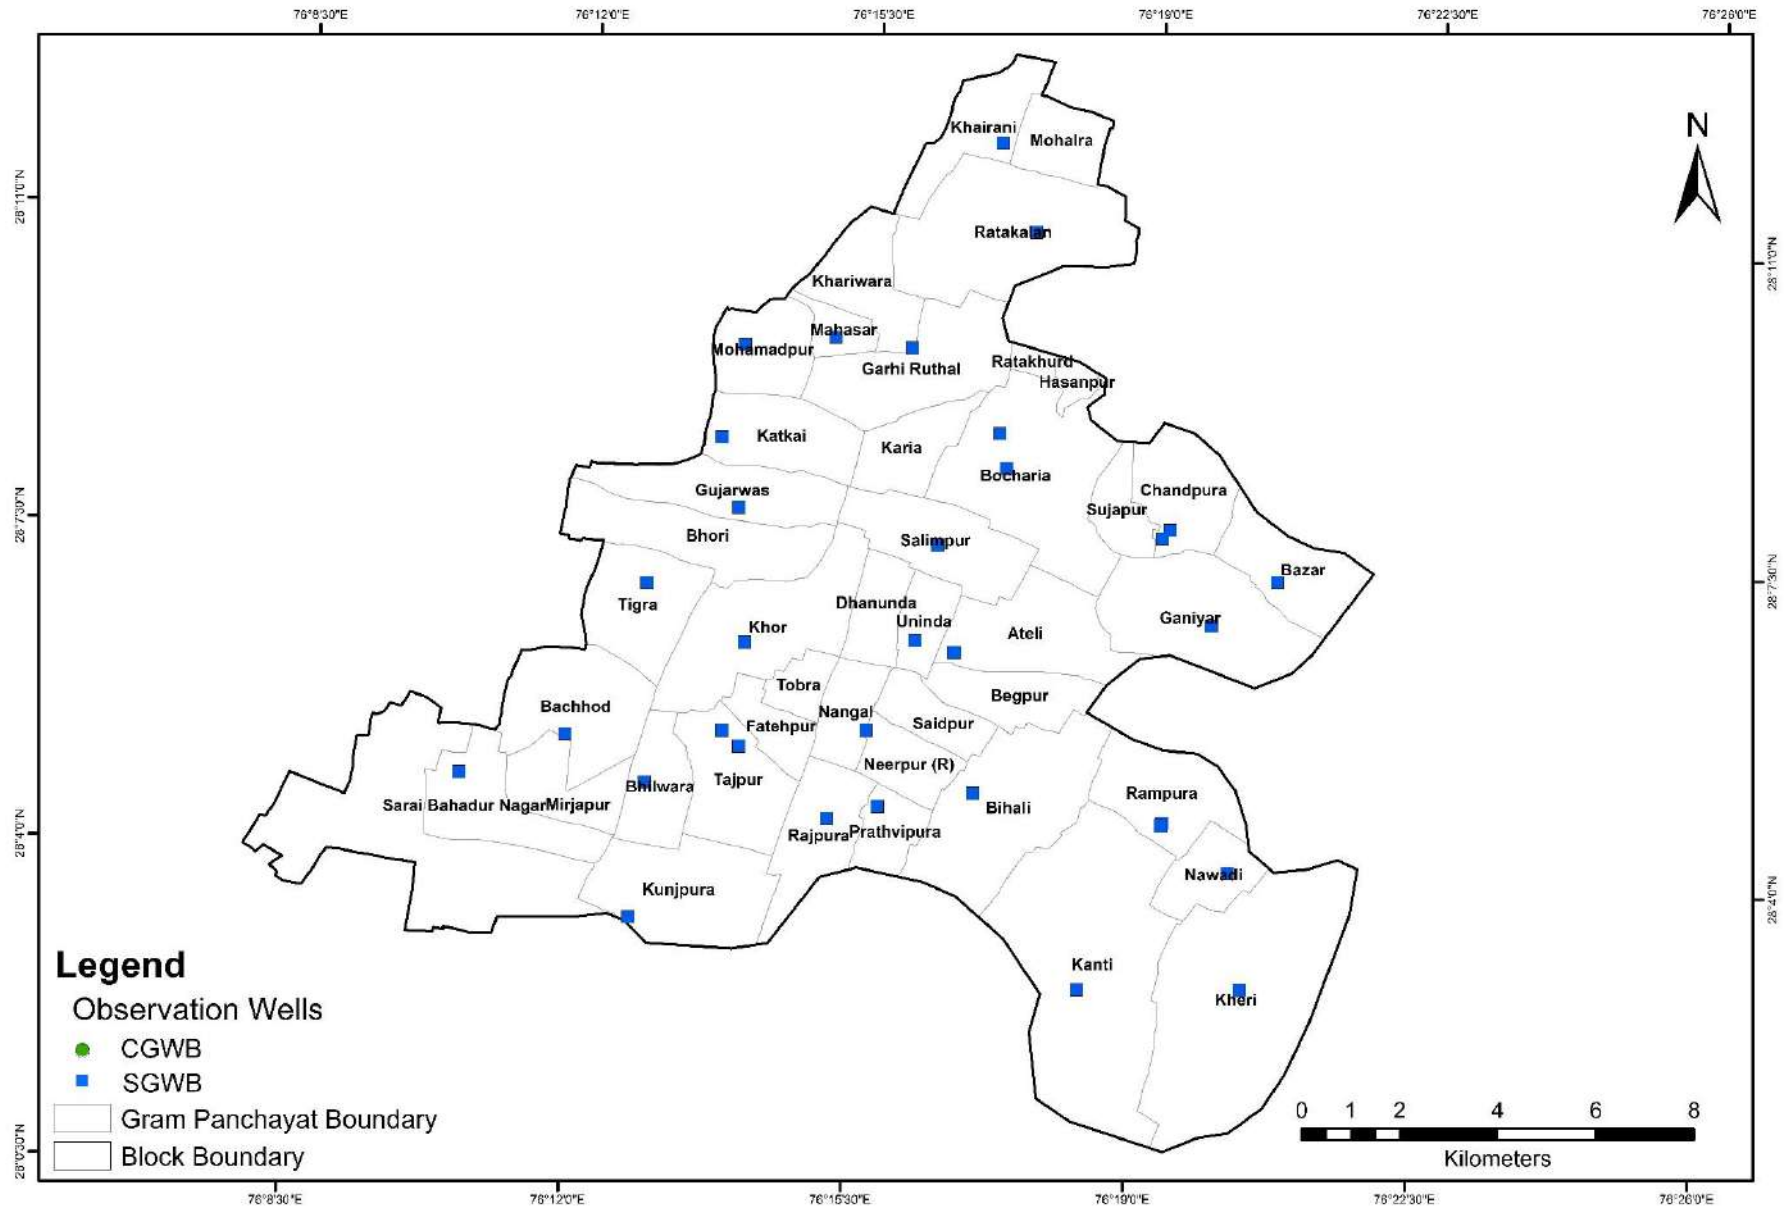 76°8'30"E 76°12'0"E 76°15'30"E 76°19'0"E 76°22'30"E 76°26'0"E
N
Khairani
Mohalra
28°11'0"N
Ratakalan
28°11'0"N
Khariwara
Mahasar
Mohamadpur
Garhi Ruthal
Ratakhurd
Hasanpur
Katkai
Karia
Bocharia
Gujarwas
Chandpura
Sujapur
28°7'30"N
Bhori
Salimpur
Bazar
28°7'30"N
Tigra
Dhanunda
Uninda
Ganiyar
Khor
Ateli
Tobra
Begpur
Bachhod
Nangal
Saidpur
Fatehpur
Neerpur (R)
Tajpur
Bhilwara
Rampura
Sarai Bahadur Nagar
Mirjapur
Bihali
28°4'0"N
Rajpura
Prathvipura
Nawadi
Kunjpura
28°4'0"N
Kanti
Kheri
Legend
Observation Wells
CGWB
SGWB
Gram Panchayat Boundary
Block Boundary
0 1 2 4 6 8
Kilometers
28°0'30"N
76°8'30"E 76°12'0"E 76°15'30"E 76°19'0"E 76°22'30"E 76°26'0"E